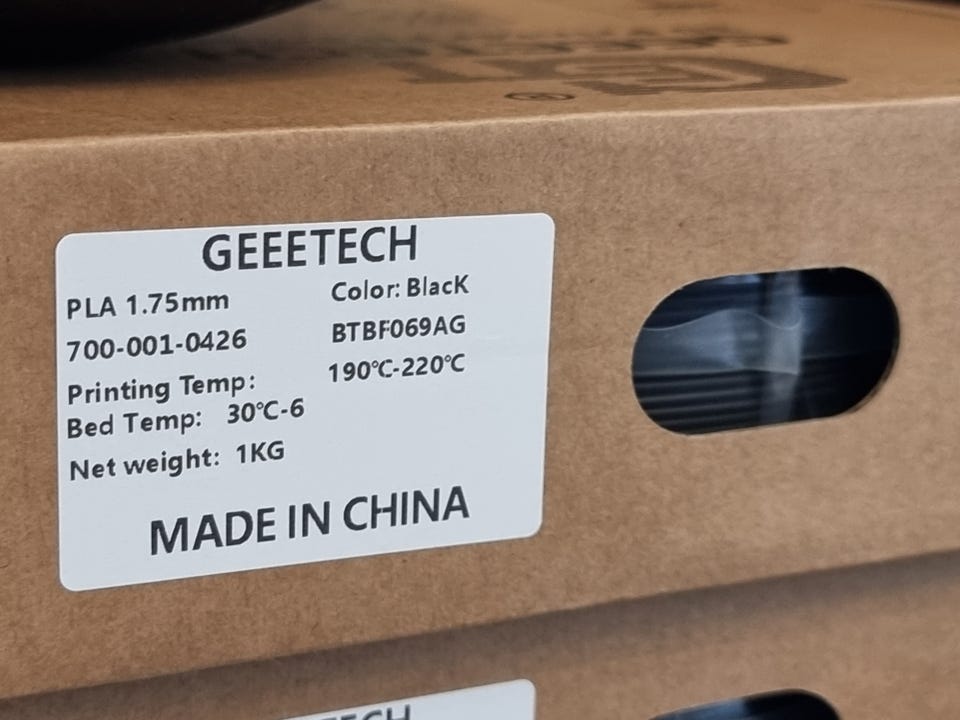 GEEETECH
PLA 1.75mm Color: BlacK
700-001-0426 BTBF069AG
Printing Temp: 190℃-220℃
Bed Temp: 30℃-6
Net weight: 1KG
MADE IN CHINA